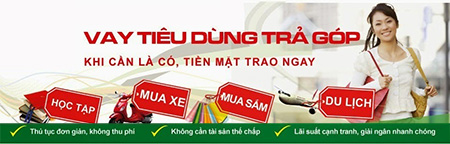 VAY TIÊU DÙNG TRẢ GÓP
KHI CẦN LÀ CÓ, TIỀN MẶT TRAO NGAY
HỌC TẬP
MUA XE
MUA SẮM
DU LỊCH
Thủ tục đơn giản, không thu phí
Không cần tài sản thế chấp
Lãi suất cạnh tranh, giải ngân nhanh chóng